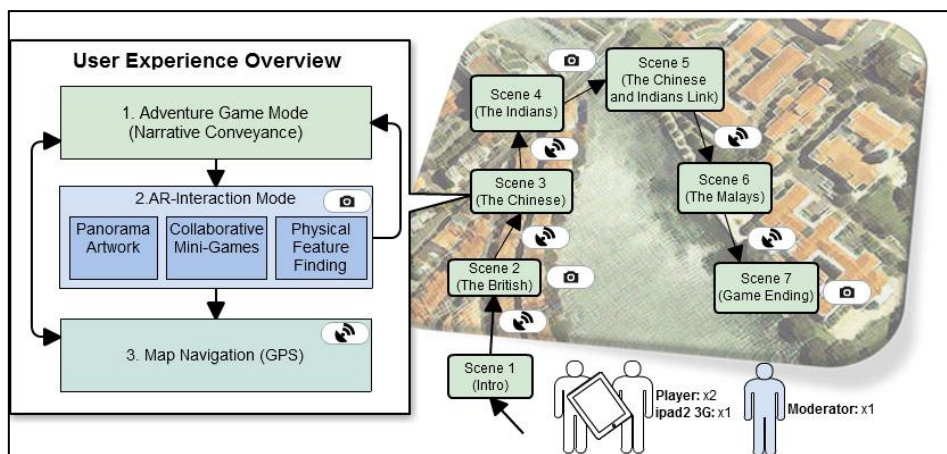 User Experience Overview
1. Adventure Game Mode
(Narrative Conveyance)
2.AR-Interaction Mode
Panorama
Artwork
Collaborative
Mini-Games
Physical
Feature
Finding
3. Map Navigation (GPS)
Scene 1
(Intro)
Scene 2
(The British)
Scene 3
(The Chinese)
Scene 4
(The Indians)
Scene 5
(The Chinese
and Indians Link)
Scene 6
(The Malays)
Scene 7
(Game Ending)
Player: x2
ipad2 3G: x1
Moderator: x1